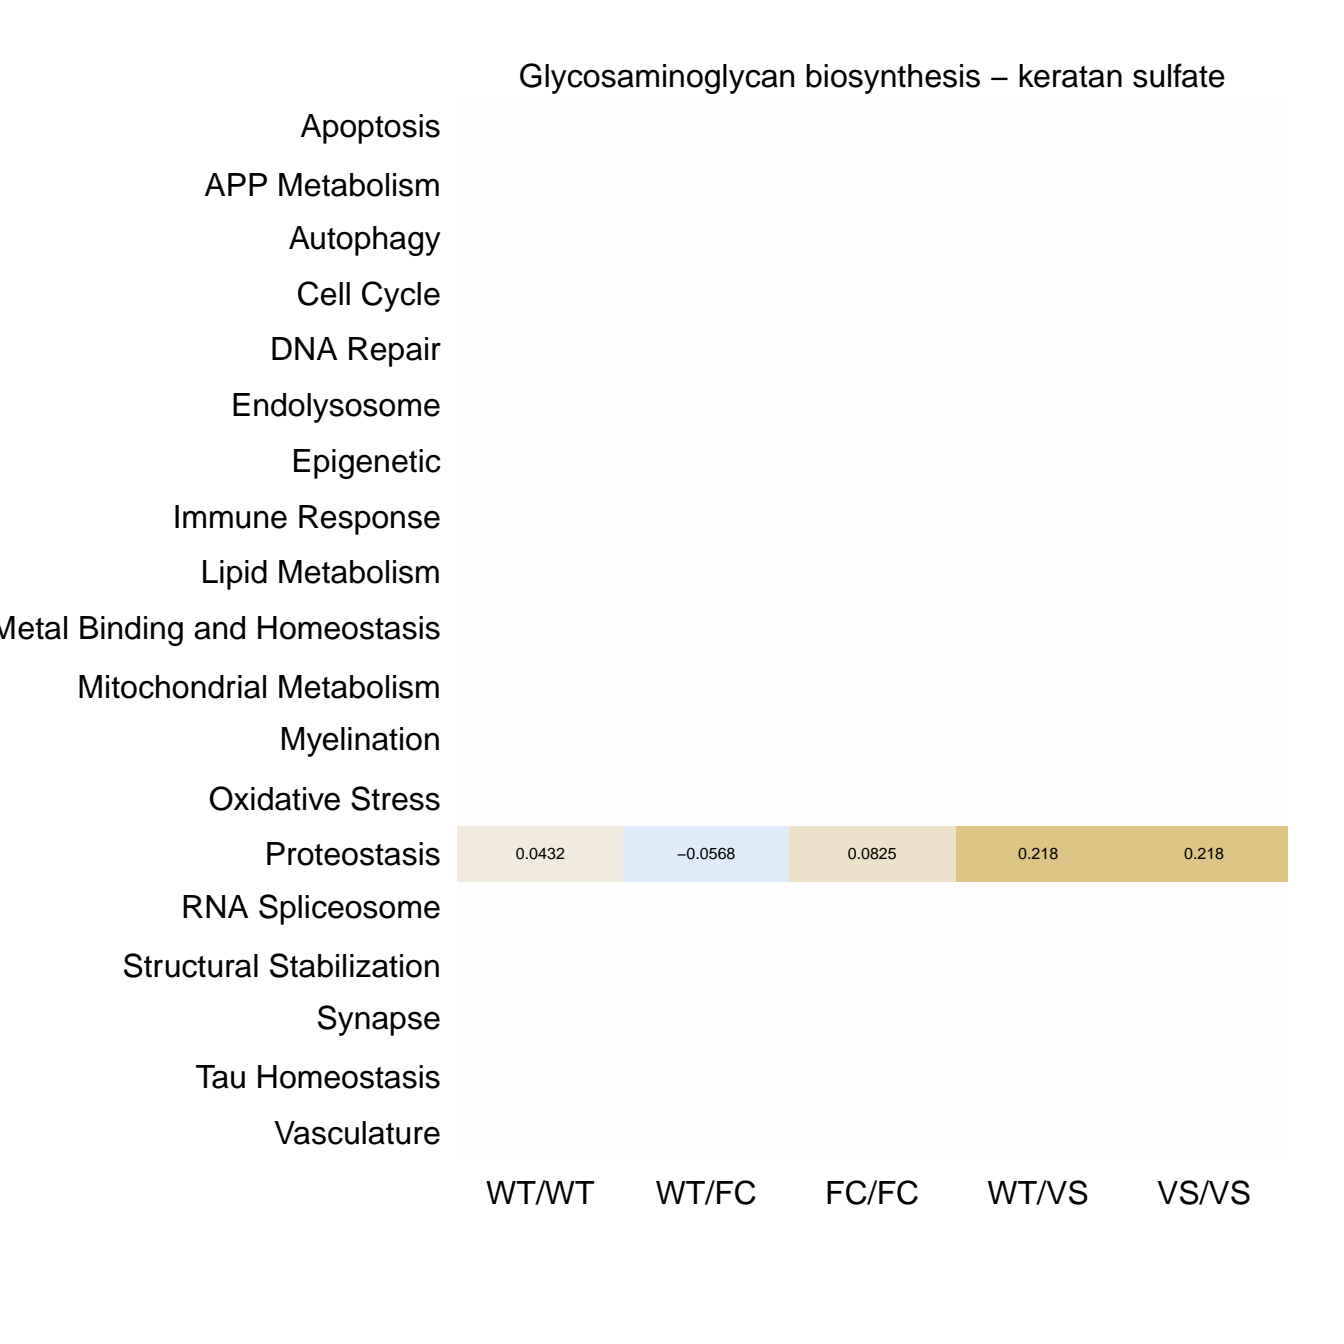 Glycosaminoglycan biosynthesis – keratan sulfate
Apoptosis
APP Metabolism
Autophagy
Cell Cycle
DNA Repair
Endolysosome
Epigenetic
Immune Response
Lipid Metabolism
Metal Binding and Homeostasis
Mitochondrial Metabolism
Myelination
Oxidative Stress
Proteostasis 0.0432 −0.0568 0.0825 0.218 0.218
RNA Spliceosome
Structural Stabilization
Synapse
Tau Homeostasis
Vasculature
WT/WT WT/FC FC/FC WT/VS VS/VS